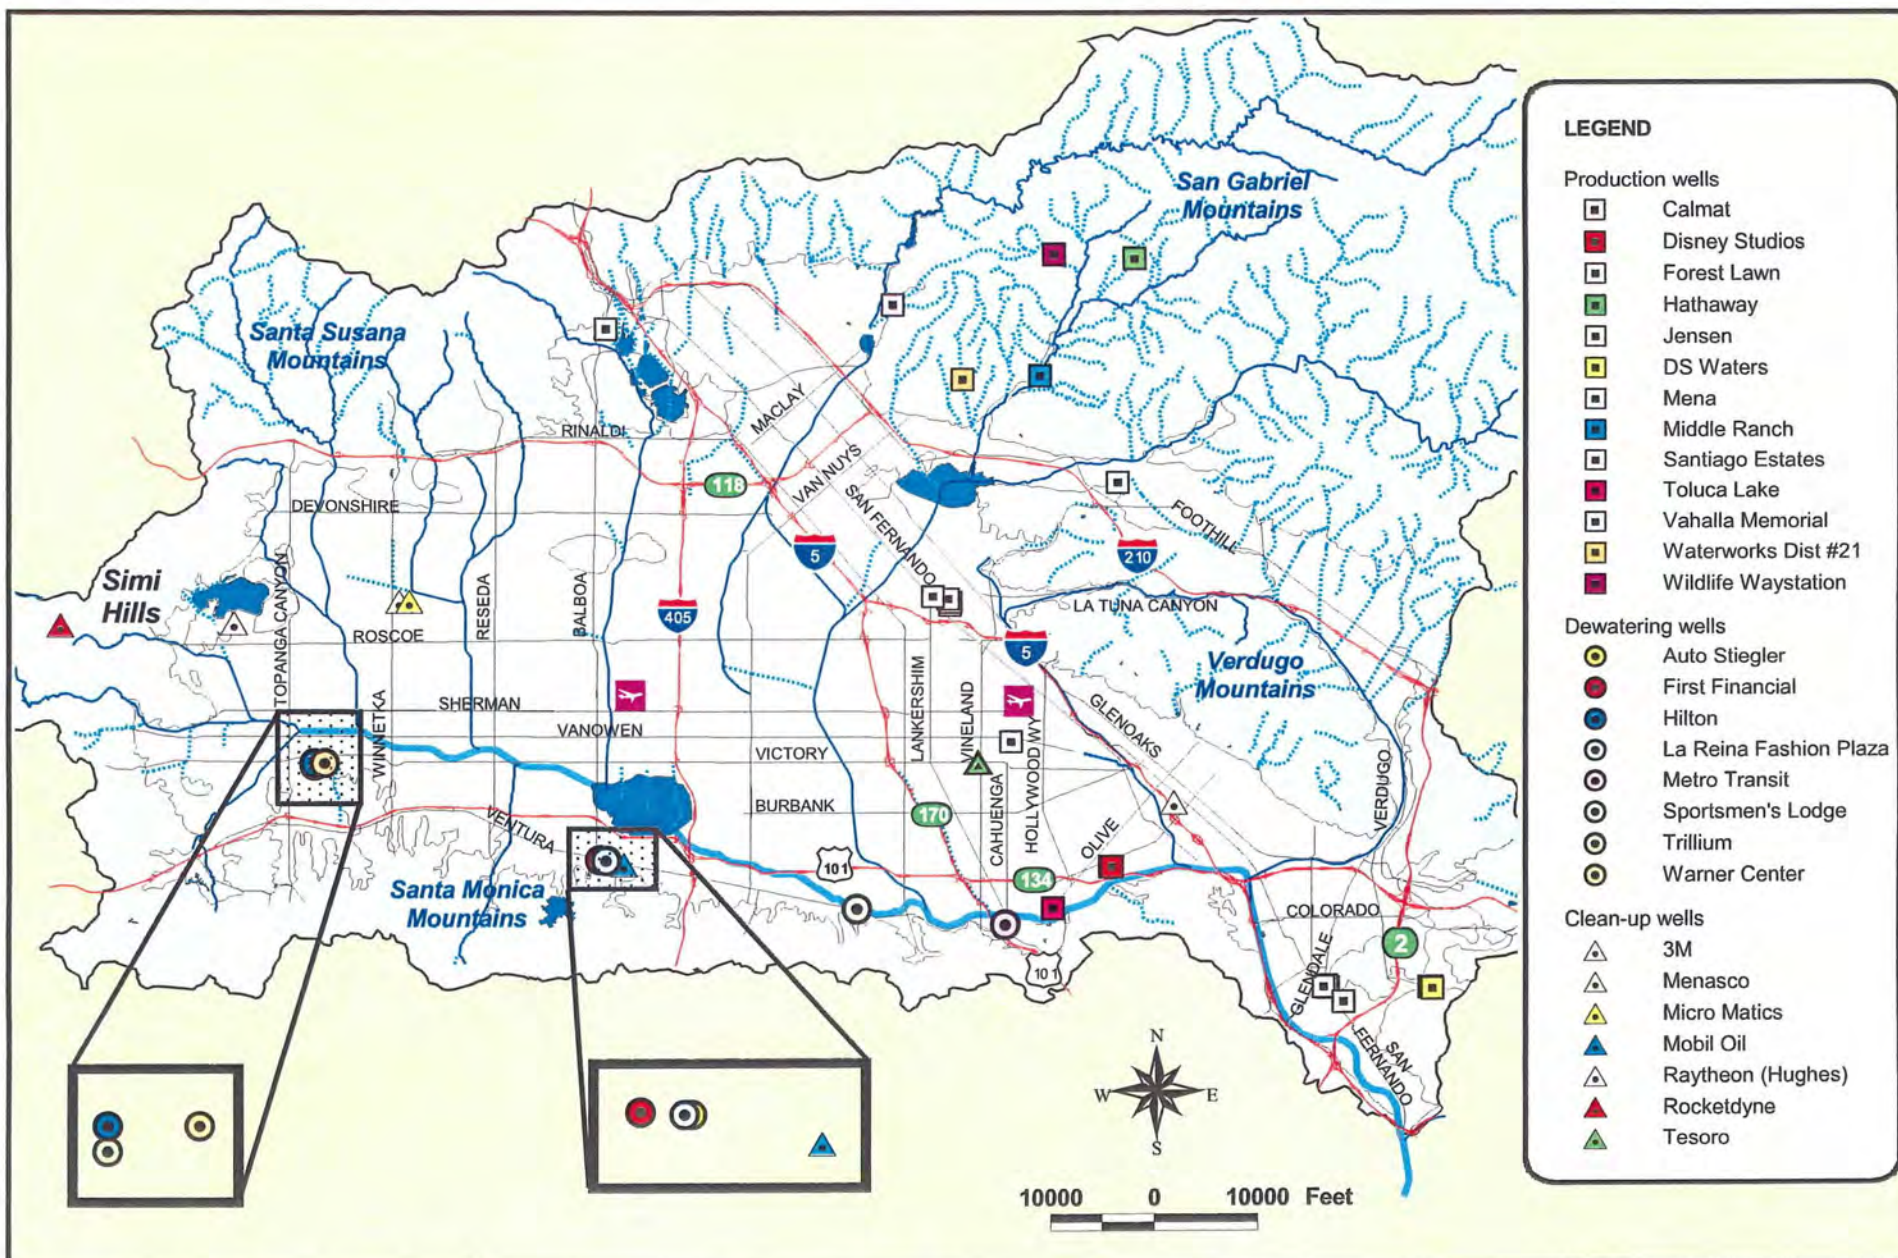 San Gabriel
Mountains
Santa Susana
Mountains
MACLAY
RINALDI
118
VAN NUYS
SAN FERNANDO
DEVONSHIRE
FOOTHILL
5
210
Simi
Hills
TOPANGA CANYON
ROSCOE
RESEDA
BALBOA
405
LA TUNA CANYON
5
Verdugo
Mountains
WINNETKA
SHERMAN
VANOWEN
VICTORY
LANKERSHIM
VINELAND
HOLLYWOOD WY
GLENOAKS
VERDUGO
BURBANK
170
CAHUENGA
OLIVE
VENTURA
101
134
Santa Monica
Mountains
COLORADO
2
101
GLENDALE
SAN
FERNANDO
N
W
E
S
10000 0 10000 Feet
LEGEND
Production wells
Calmat
Disney Studios
Forest Lawn
Hathaway
Jensen
DS Waters
Mena
Middle Ranch
Santiago Estates
Toluca Lake
Vahalla Memorial
Waterworks Dist #21
Wildlife Waystation
Dewatering wells
Auto Stiegler
First Financial
Hilton
La Reina Fashion Plaza
Metro Transit
Sportsmen's Lodge
Trillium
Warner Center
Clean-up wells
3M
Menasco
Micro Matics
Mobil Oil
Raytheon (Hughes)
Rocketdyne
Tesoro